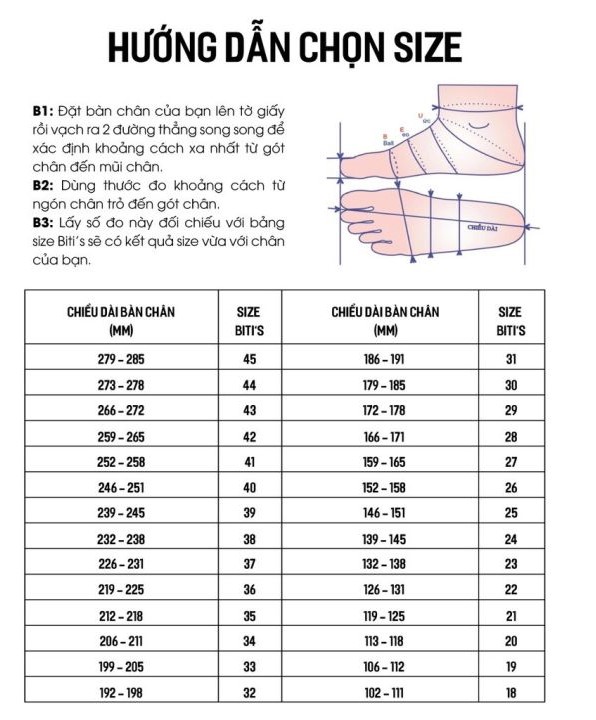 HƯỚNG DẪN CHỌN SIZE
B1: Đặt bàn chân của bạn lên tờ giấy
rồi vạch ra 2 đường thẳng song song để
xác định khoảng cách xa nhất từ gót
chân đến mũi chân.
B2: Dùng thước đo khoảng cách từ
ngón chân trỏ đến gót chân.
B3: Lấy số đo này đối chiếu với bảng
size Biti's sẽ có kết quả size vừa với chân
của bạn.
U
ức
E
eo
B
Ball
CHIỀU DÀI
CHIỀU DÀI BÀN CHÂN SIZE CHIỀU DÀI BÀN CHÂN SIZE
(MM) BITI'S (MM) BITI'S
279 – 285 45 186 – 191 31
273 – 278 44 179 – 185 30
266 – 272 43 172 – 178 29
259 – 265 42 166 – 171 28
252 – 258 41 159 – 165 27
246 – 251 40 152 – 158 26
239 – 245 39 146 – 151 25
232 – 238 38 139 – 145 24
226 – 231 37 132 – 138 23
219 – 225 36 126 – 131 22
212 – 218 35 119 – 125 21
206 – 211 34 113 – 118 20
199 – 205 33 106 – 112 19
192 – 198 32 102 – 111 18